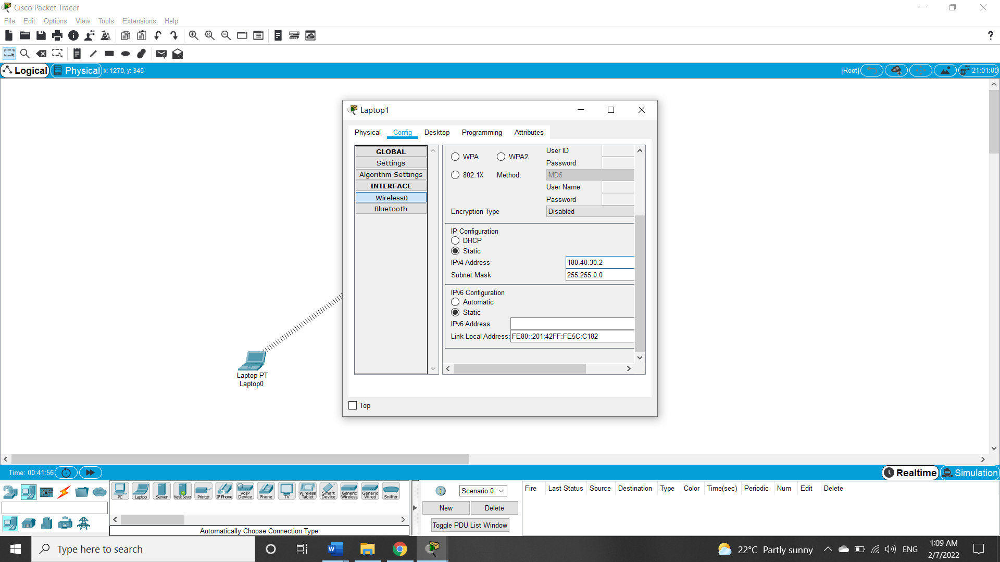 Cisco Packet Tracer
File Edit Options View Tools Extensions Help
?
Logical Physical x: 1270, y: 346 [Root] 21:01:00
Laptop1
Physical Config Desktop Programming Attributes
GLOBAL
Settings
Algorithm Settings
INTERFACE
Wireless0
Bluetooth
User ID
WPA WPA2
Password
802.1X Method: MD5
User Name
Password
Encryption Type Disabled
IP Configuration
DHCP
Static
IPv4 Address 180.40.30.2
Subnet Mask 255.255.0.0
IPv6 Configuration
Automatic
Static
IPv6 Address
Link Local Address: FE80::201:42FF:FE5C:C182
Top
Laptop-PT
Laptop0
Time: 00:41:56 Realtime Simulation
PC Laptop Server Meraki Server Printer IP Phone VoIP Device Phone TV Wireless Tablet Smart Device Generic Wireless Generic Wired Sniffer
Automatically Choose Connection Type
Scenario 0
New Delete
Toggle PDU List Window
Fire Last Status Source Destination Type Color Time(sec) Periodic Num Edit Delete
Type here to search
22°C Partly sunny ENG
1:09 AM
2/7/2022